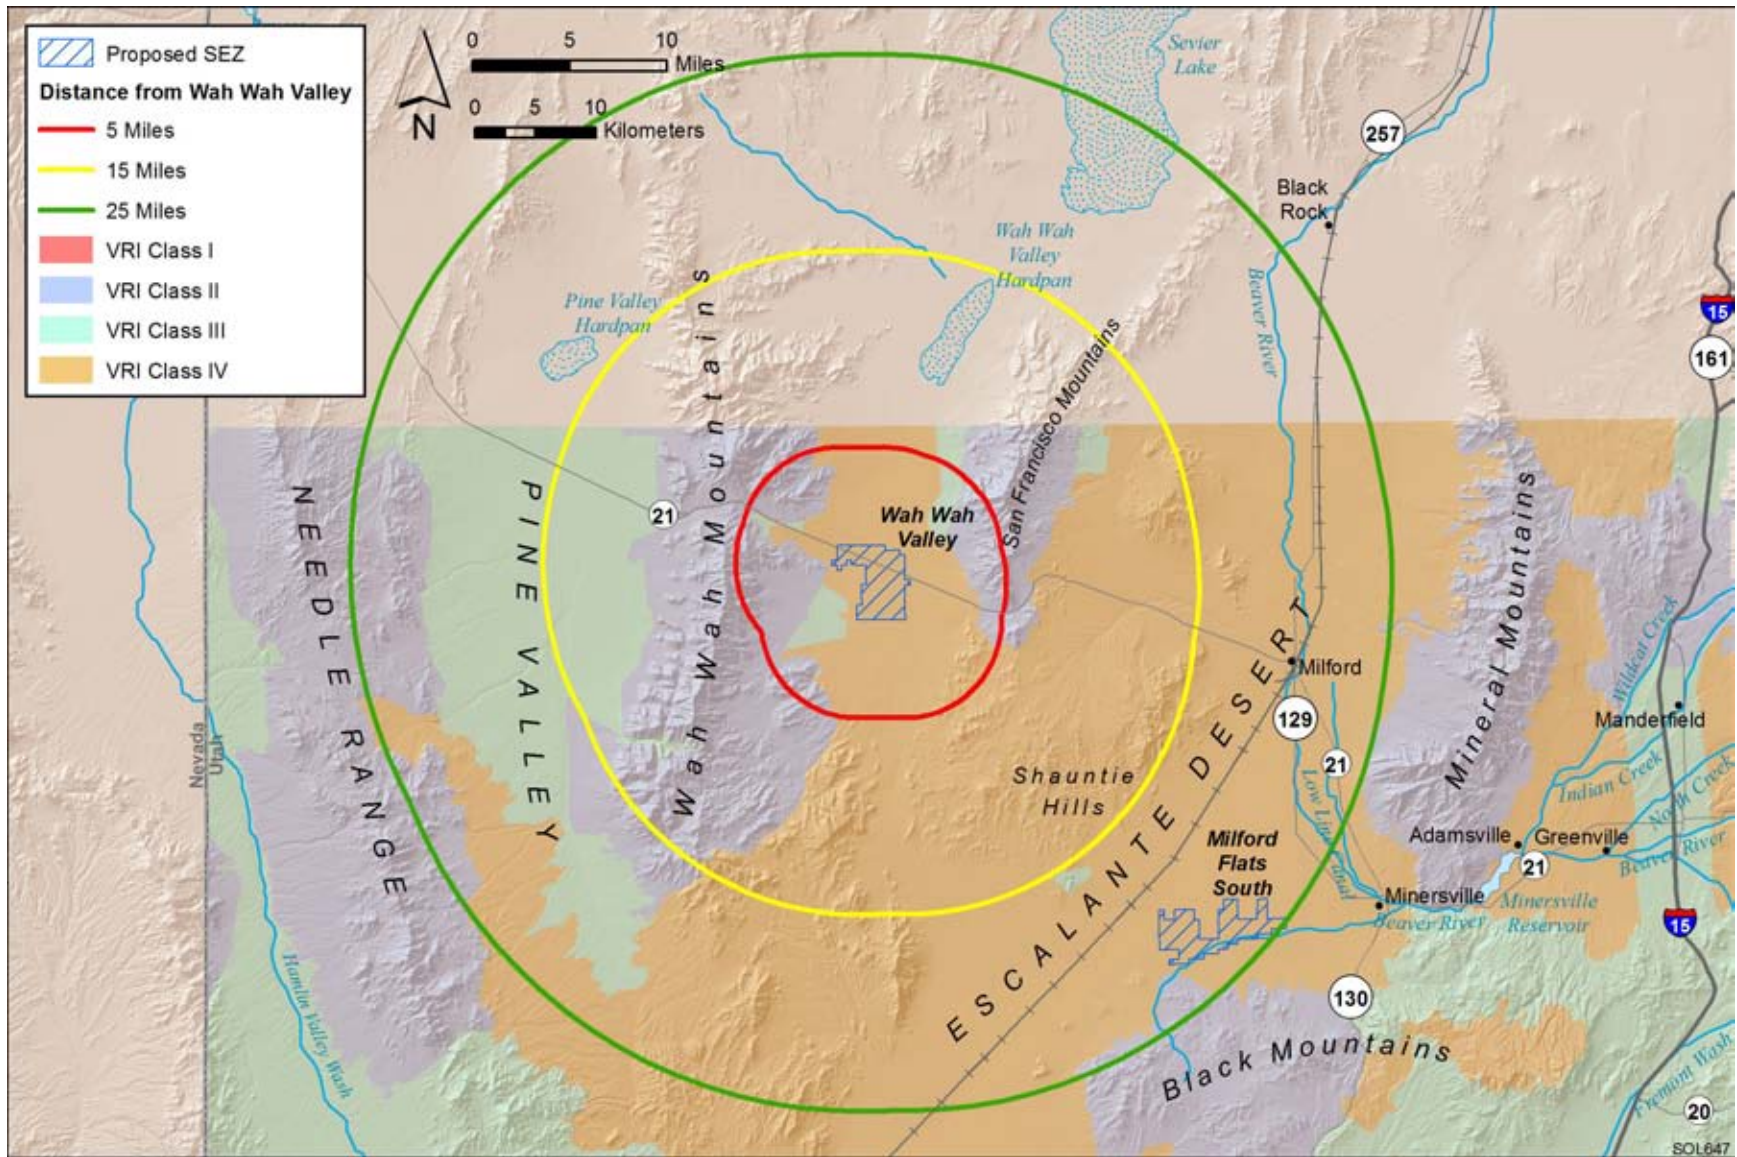 Proposed SEZ
Distance from Wah Wah Valley
5 Miles
15 Miles
25 Miles
VRI Class I
VRI Class II
VRI Class III
VRI Class IV
N
0 5 10
Miles
0 5 10
Kilometers
Sevier
Lake
257
Black
Rock
Wah Wah
Valley
Hardpan
Pine Valley
Hardpan
Beaver River
15
161
Wah Wah Mountains
San Francisco Mountains
NEEDLE RANGE
PINE VALLEY
21
Wah Wah
Valley
Mineral Mountains
Wildcat Creek
Milford
129
Manderfield
Nevada
Utah
21
Indian Creek
North Creek
Shauntie
Hills
Low Line Canal
ESCALANTE DESERT
Milford
Flats
South
Adamsville
Greenville
21
Beaver River
Minersville
Minersville
Reservoir
Beaver River
15
Hamlin Valley Wash
130
Black Mountains
Fremont Wash
20
SOL647